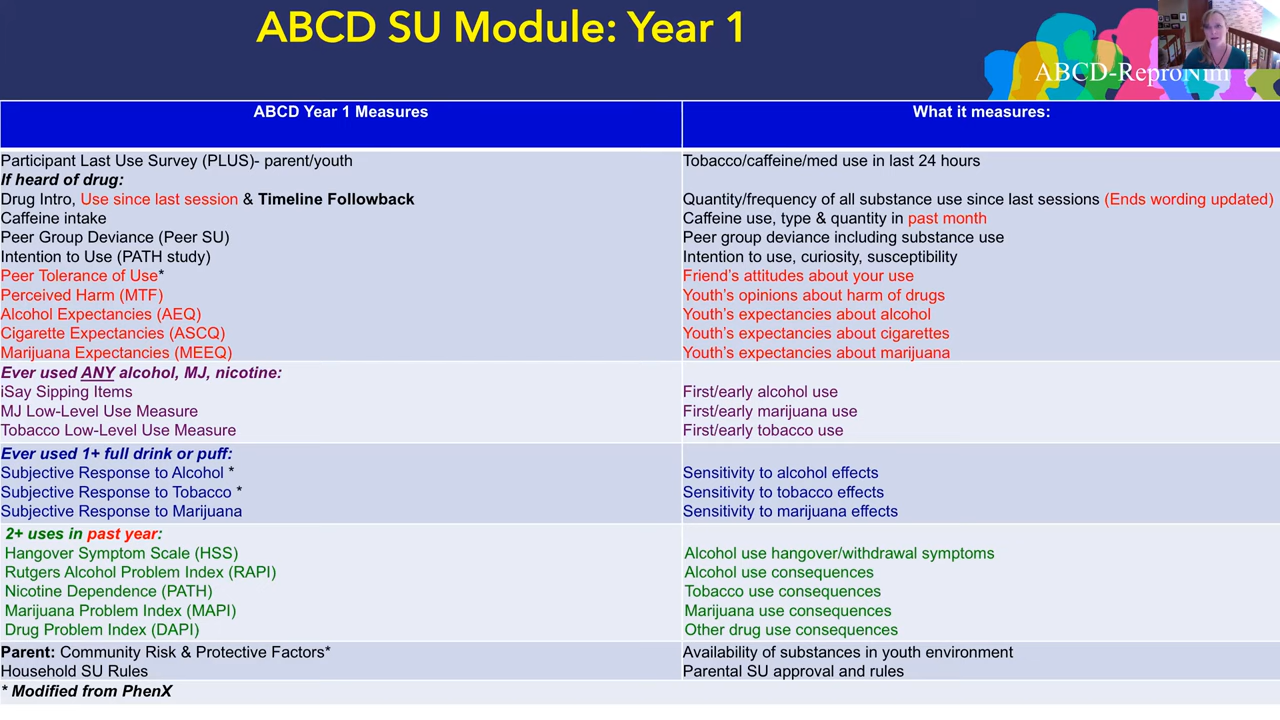 ABCD SU Module: Year 1
ABCD-ReproNim
ABCD Year 1 Measures
What it measures:
Participant Last Use Survey (PLUS)- parent/youth
Tobacco/caffeine/med use in last 24 hours
If heard of drug:
Drug Intro, Use since last session & Timeline Followback
Quantity/frequency of all substance use since last sessions (Ends wording updated)
Caffeine intake
Caffeine use, type & quantity in past month
Peer Group Deviance (Peer SU)
Peer group deviance including substance use
Intention to Use (PATH study)
Intention to use, curiosity, susceptibility
Peer Tolerance of Use*
Friend's attitudes about your use
Perceived Harm (MTF)
Youth's opinions about harm of drugs
Alcohol Expectancies (AEQ)
Youth's expectancies about alcohol
Cigarette Expectancies (ASCQ)
Youth's expectancies about cigarettes
Marijuana Expectancies (MEEQ)
Youth's expectancies about marijuana
Ever used ANY alcohol, MJ, nicotine:
iSay Sipping Items
First/early alcohol use
MJ Low-Level Use Measure
First/early marijuana use
Tobacco Low-Level Use Measure
First/early tobacco use
Ever used 1+ full drink or puff:
Subjective Response to Alcohol *
Sensitivity to alcohol effects
Subjective Response to Tobacco *
Sensitivity to tobacco effects
Subjective Response to Marijuana
Sensitivity to marijuana effects
2+ uses in past year:
Hangover Symptom Scale (HSS)
Alcohol use hangover/withdrawal symptoms
Rutgers Alcohol Problem Index (RAPI)
Alcohol use consequences
Nicotine Dependence (PATH)
Tobacco use consequences
Marijuana Problem Index (MAPI)
Marijuana use consequences
Drug Problem Index (DAPI)
Other drug use consequences
Parent: Community Risk & Protective Factors*
Availability of substances in youth environment
Household SU Rules
Parental SU approval and rules
* Modified from PhenX